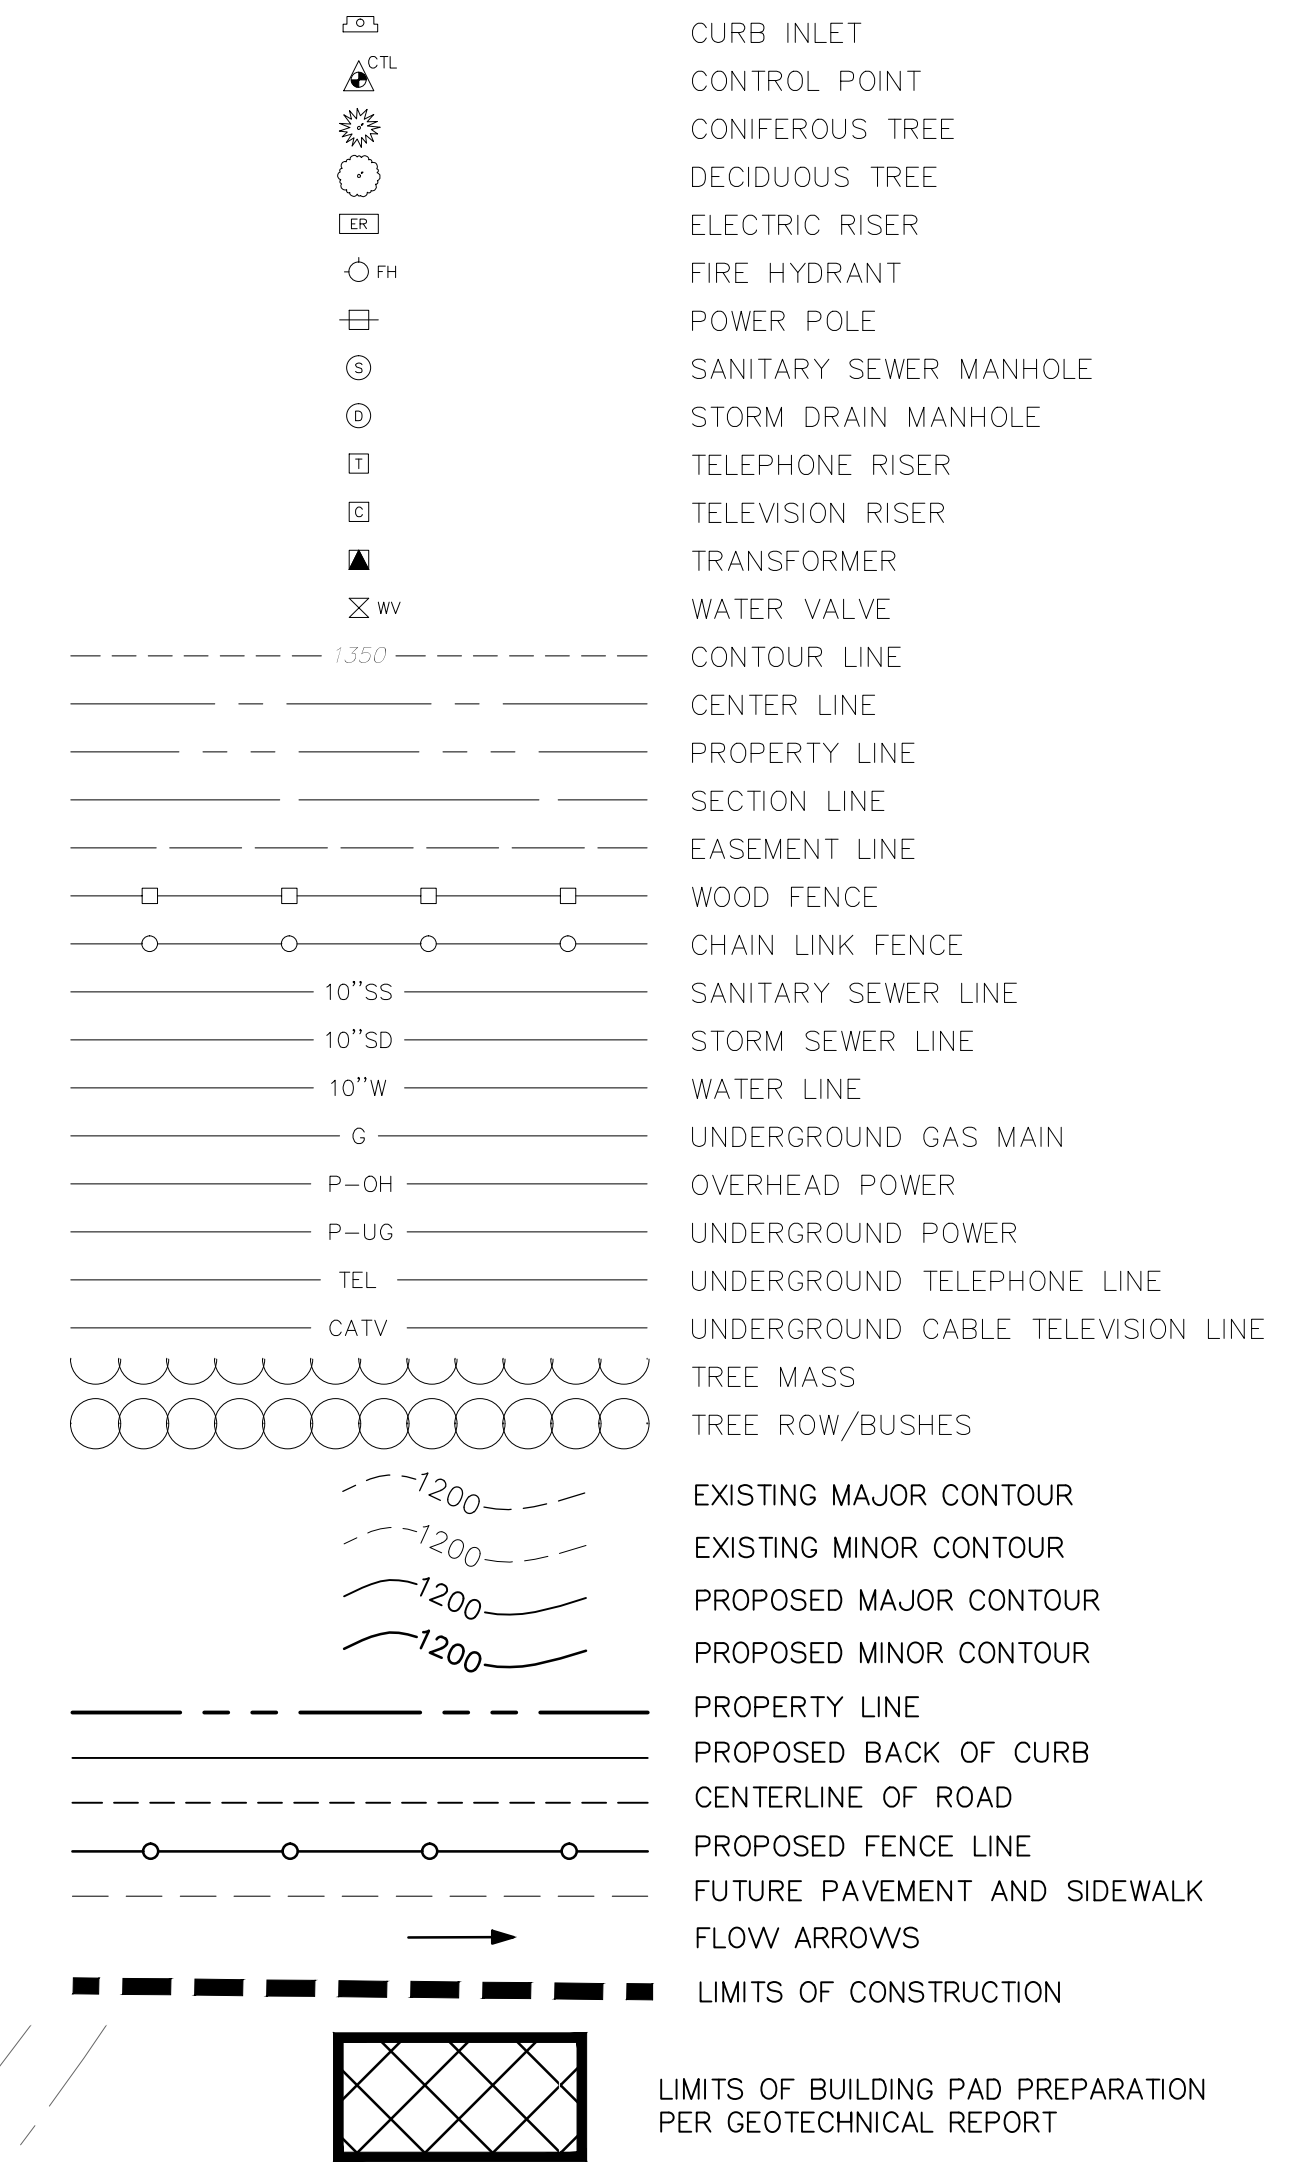 CURB INLET
CTL CONTROL POINT
CONIFEROUS TREE
DECIDUOUS TREE
ER ELECTRIC RISER
FH FIRE HYDRANT
POWER POLE
S SANITARY SEWER MANHOLE
D STORM DRAIN MANHOLE
T TELEPHONE RISER
C TELEVISION RISER
TRANSFORMER
WV WATER VALVE
1350 CONTOUR LINE
CENTER LINE
PROPERTY LINE
SECTION LINE
EASEMENT LINE
WOOD FENCE
CHAIN LINK FENCE
10''SS SANITARY SEWER LINE
10''SD STORM SEWER LINE
10''W WATER LINE
G UNDERGROUND GAS MAIN
P-OH OVERHEAD POWER
P-UG UNDERGROUND POWER
TEL UNDERGROUND TELEPHONE LINE
CATV UNDERGROUND CABLE TELEVISION LINE
TREE MASS
TREE ROW/BUSHES
1200 EXISTING MAJOR CONTOUR
1200 EXISTING MINOR CONTOUR
1200 PROPOSED MAJOR CONTOUR
1200 PROPOSED MINOR CONTOUR
PROPERTY LINE
PROPOSED BACK OF CURB
CENTERLINE OF ROAD
PROPOSED FENCE LINE
FUTURE PAVEMENT AND SIDEWALK
FLOW ARROWS
LIMITS OF CONSTRUCTION
LIMITS OF BUILDING PAD PREPARATION
PER GEOTECHNICAL REPORT